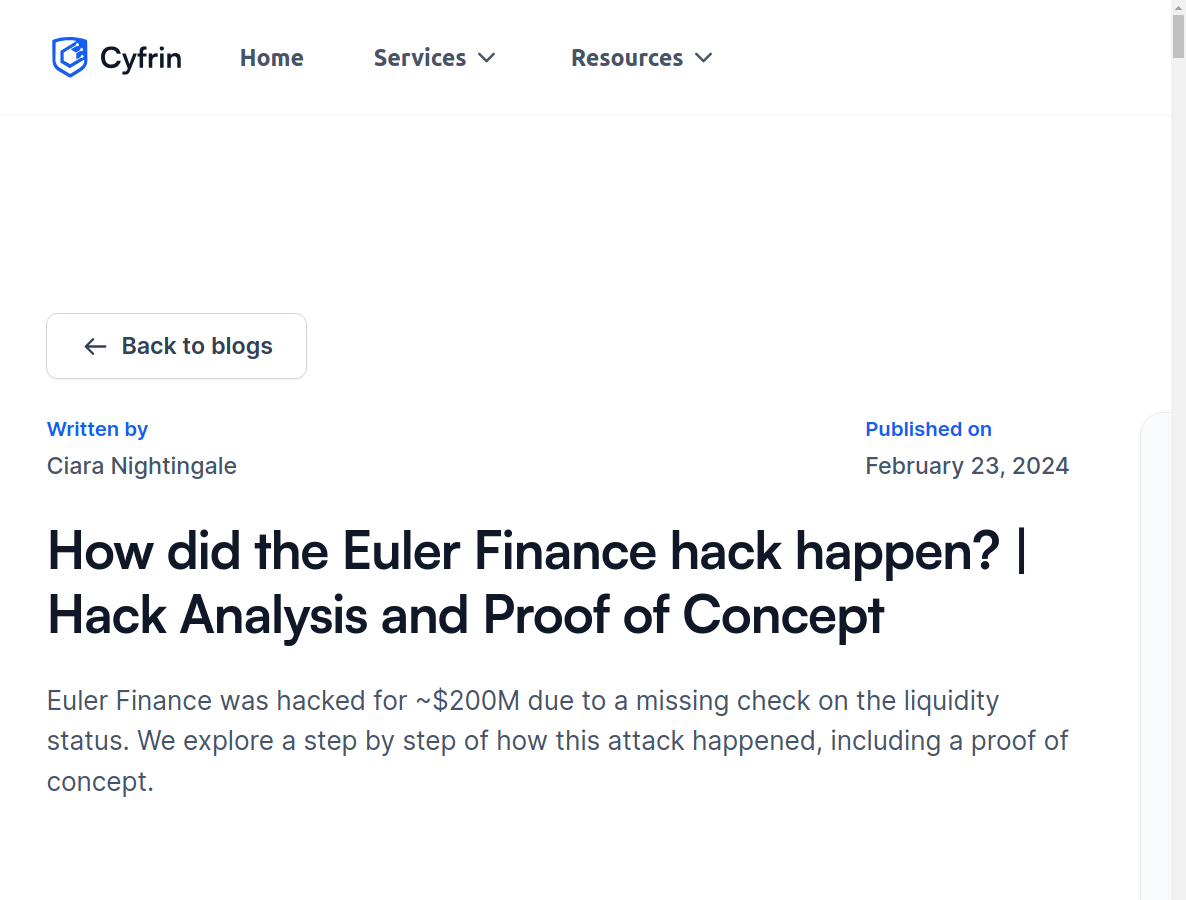 Cyfrin
Home
Services
Resources
Back to blogs
Written by
Ciara Nightingale
Published on
February 23, 2024
How did the Euler Finance hack happen? |
Hack Analysis and Proof of Concept
Euler Finance was hacked for ~$200M due to a missing check on the liquidity
status. We explore a step by step of how this attack happened, including a proof of
concept.